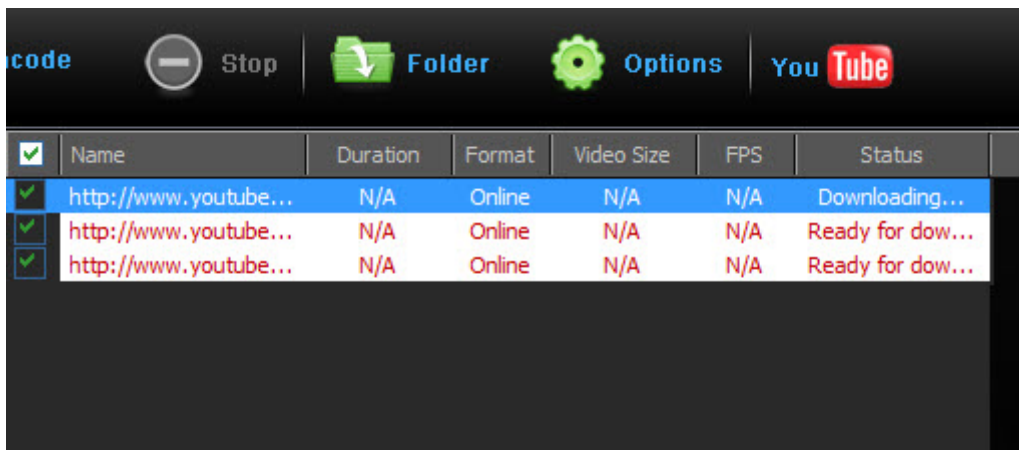 ncode Stop Folder Options You Tube
Name Duration Format Video Size FPS Status
http://www.youtube... N/A Online N/A N/A Downloading...
http://www.youtube... N/A Online N/A N/A Ready for dow...
http://www.youtube... N/A Online N/A N/A Ready for dow...